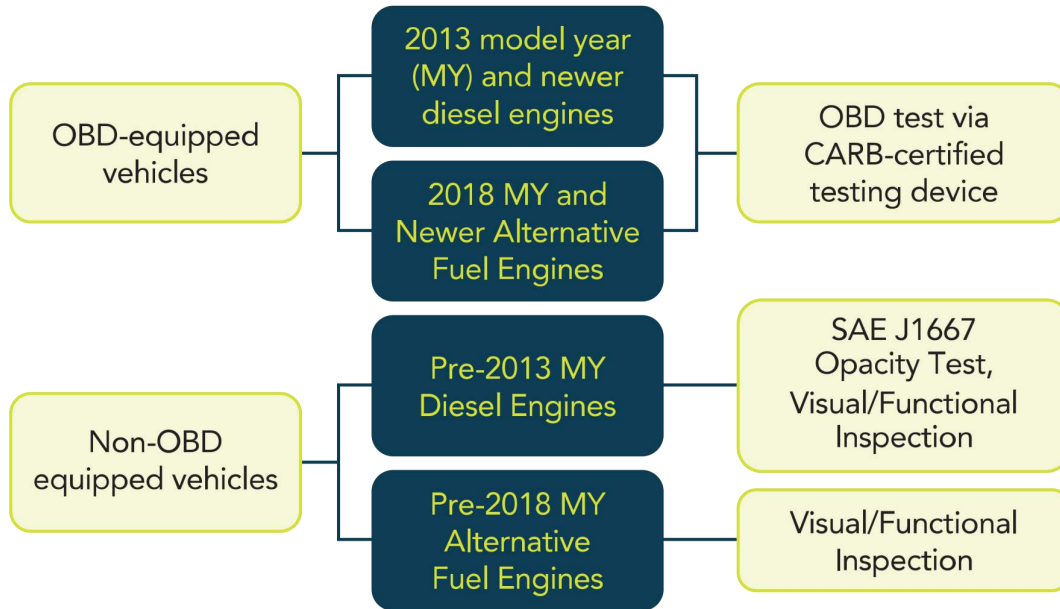 OBD-equipped
vehicles
2013 model year
(MY) and newer
diesel engines
2018 MY and
Newer Alternative
Fuel Engines
OBD test via
CARB-certified
testing device
Non-OBD
equipped vehicles
Pre-2013 MY
Diesel Engines
SAE J1667
Opacity Test,
Visual/Functional
Inspection
Pre-2018 MY
Alternative
Fuel Engines
Visual/Functional
Inspection